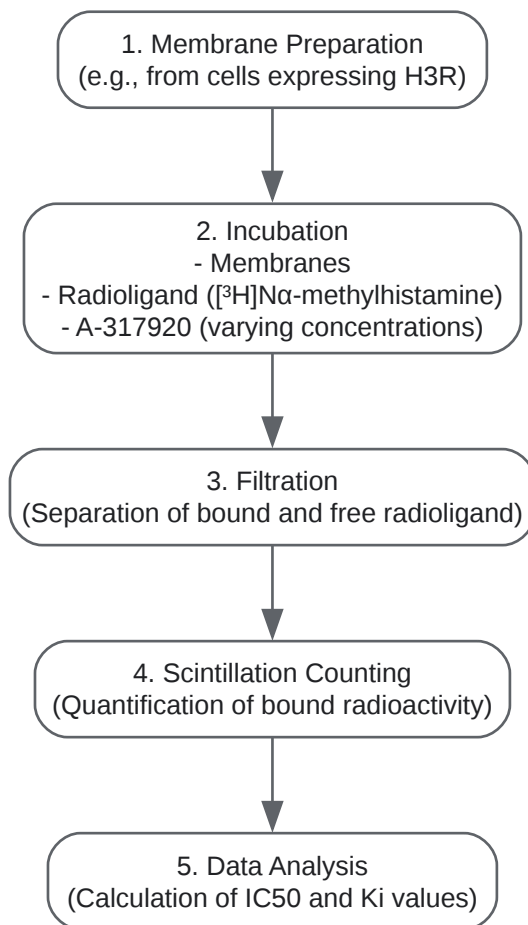 1. Membrane Preparation
(e.g., from cells expressing H3R)
2. Incubation
- Membranes
- Radioligand ([³H]Nα-methylhistamine)
- A-317920 (varying concentrations)
3. Filtration
(Separation of bound and free radioligand)
4. Scintillation Counting
(Quantification of bound radioactivity)
5. Data Analysis
(Calculation of IC50 and Ki values)